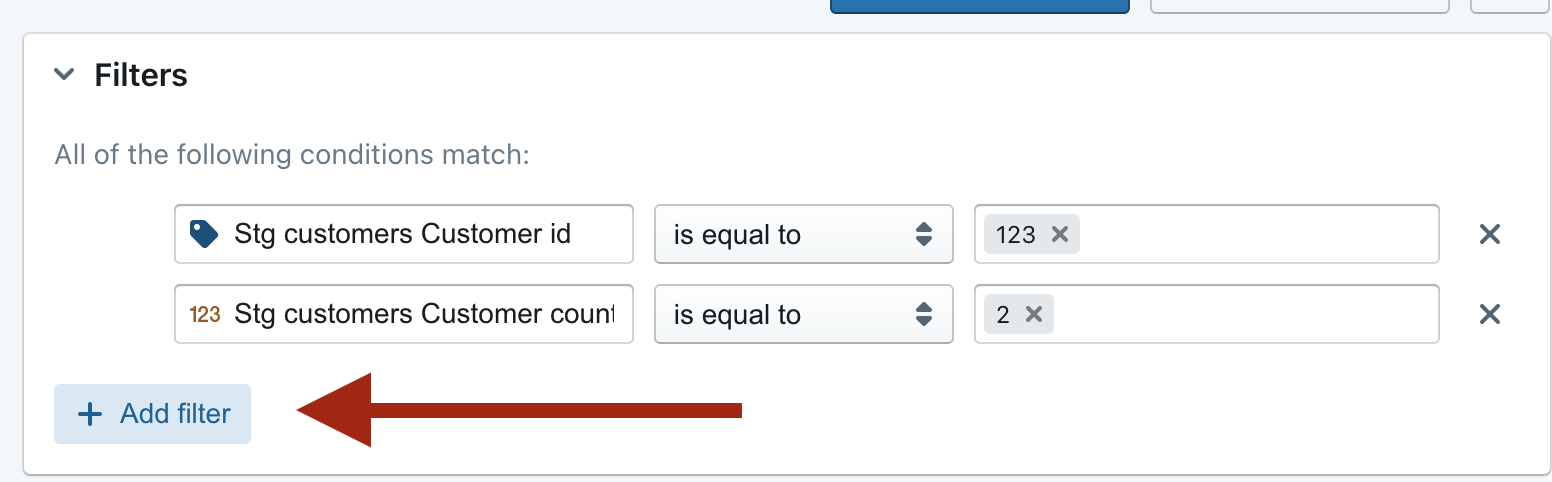 Filters
All of the following conditions match:
Stg customers Customer id is equal to 123
123 Stg customers Customer count is equal to 2
Add filter